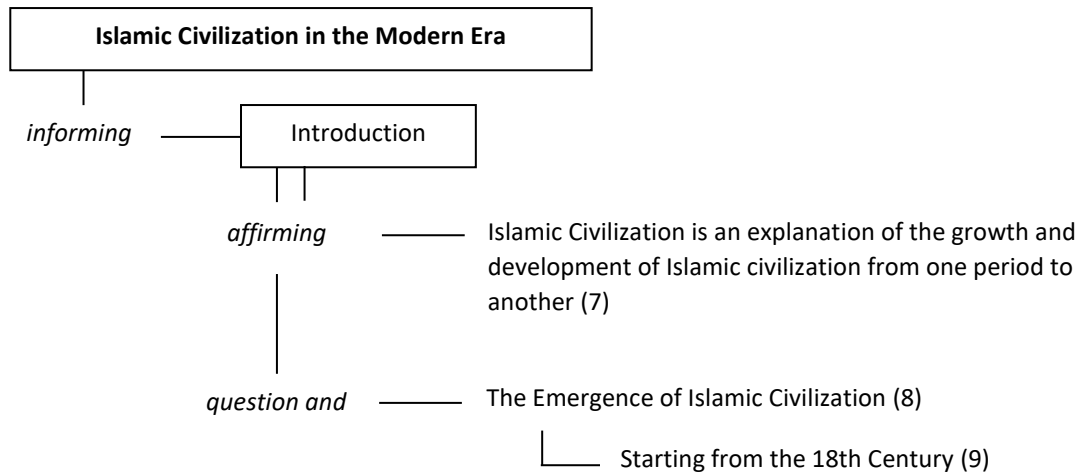 Islamic Civilization in the Modern Era
informing
Introduction
affirming
Islamic Civilization is an explanation of the growth and
development of Islamic civilization from one period to
another (7)
question and
The Emergence of Islamic Civilization (8)
Starting from the 18th Century (9)